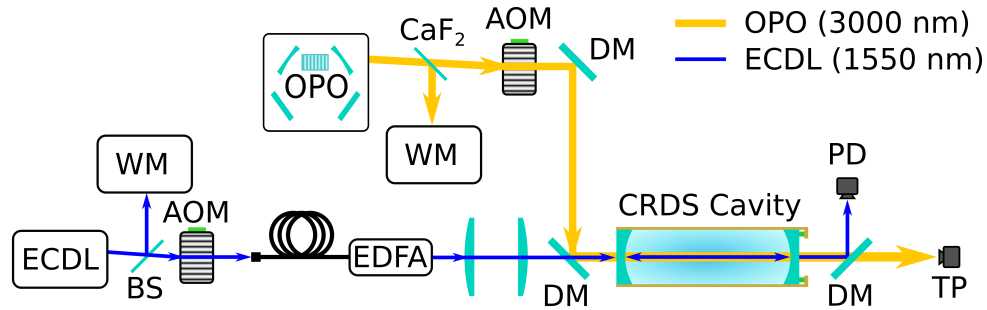 AOM
OPO (3000 nm)
CaF₂
DM
ECDL (1550 nm)
OPO
WM
WM
PD
AOM
CRDS Cavity
ECDL
EDFA
BS
DM
DM
TP